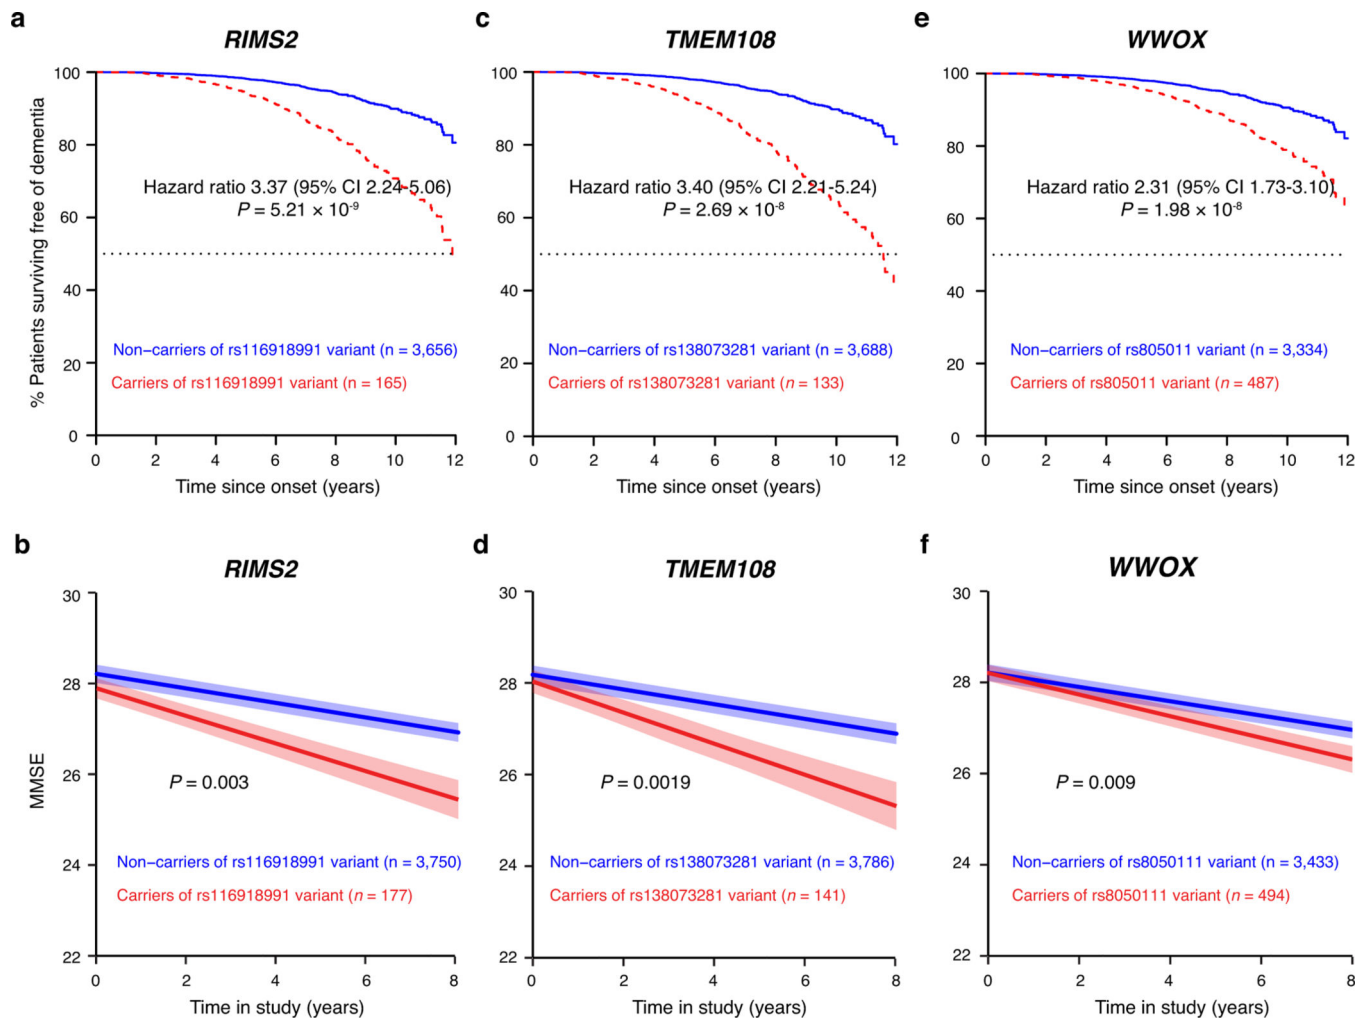 a
RIMS2
% Patients surviving free of dementia
100
80
60
40
20
0
Hazard ratio 3.37 (95% CI 2.24-5.06)
P = 5.21 × 10-9
Non–carriers of rs116918991 variant (n = 3,656)
Carriers of rs116918991 variant (n = 165)
0 2 4 6 8 10 12
Time since onset (years)
c
TMEM108
100
80
60
40
20
0
Hazard ratio 3.40 (95% CI 2.21-5.24)
P = 2.69 × 10-8
Non–carriers of rs138073281 variant (n = 3,688)
Carriers of rs138073281 variant (n = 133)
0 2 4 6 8 10 12
Time since onset (years)
e
WWOX
100
80
60
40
20
0
Hazard ratio 2.31 (95% CI 1.73-3.10)
P = 1.98 × 10-8
Non–carriers of rs805011 variant (n = 3,334)
Carriers of rs805011 variant (n = 487)
0 2 4 6 8 10 12
Time since onset (years)
b
RIMS2
MMSE
30
28
26
24
22
P = 0.003
Non–carriers of rs116918991 variant (n = 3,750)
Carriers of rs116918991 variant (n = 177)
0 2 4 6 8
Time in study (years)
d
TMEM108
30
28
26
24
22
P = 0.0019
Non–carriers of rs138073281 variant (n = 3,786)
Carriers of rs138073281 variant (n = 141)
0 2 4 6 8
Time in study (years)
f
WWOX
30
28
26
24
22
P = 0.009
Non–carriers of rs8050111 variant (n = 3,433)
Carriers of rs8050111 variant (n = 494)
0 2 4 6 8
Time in study (years)